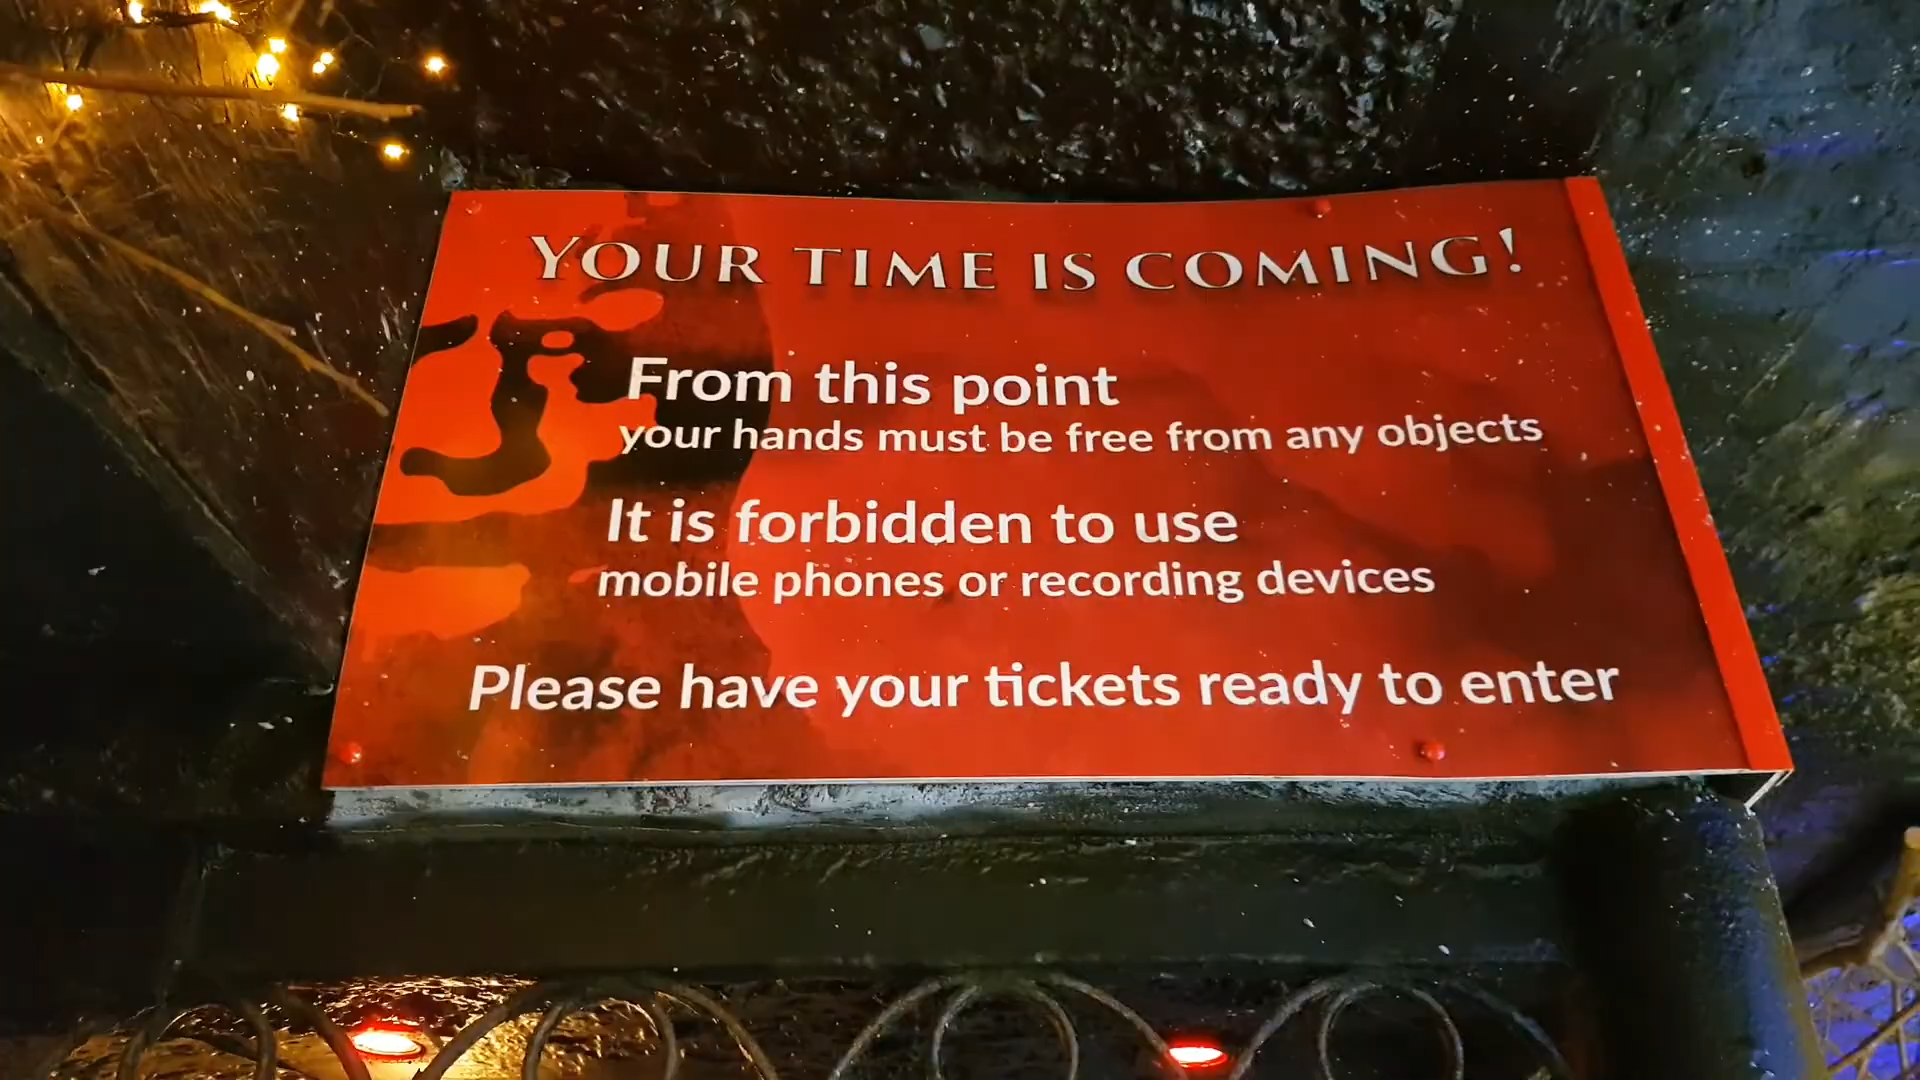 YOUR TIME IS COMING!
From this point
your hands must be free from any objects
It is forbidden to use
mobile phones or recording devices
Please have your tickets ready to enter